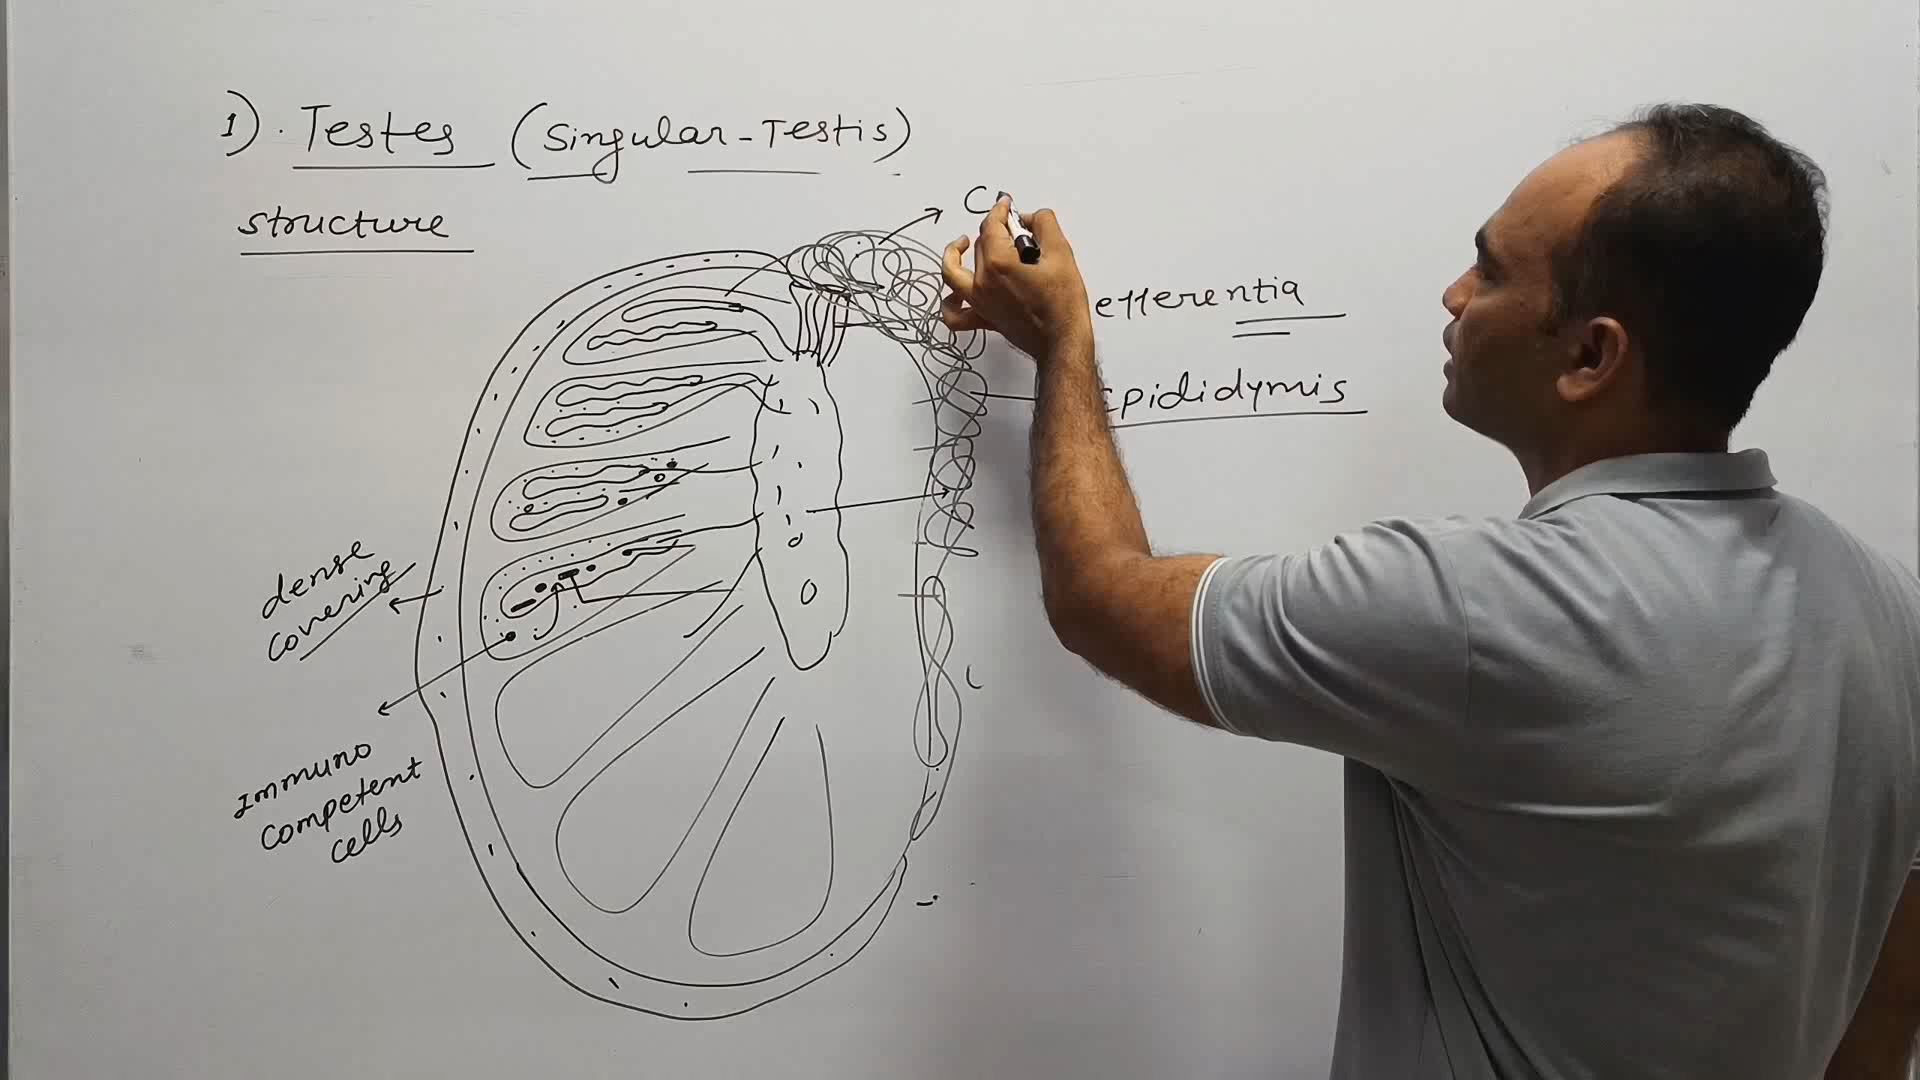 1). Testes (Singular - Testis)
structure
C
efferentia
epididymis
dense
covering
immuno
competent
cells